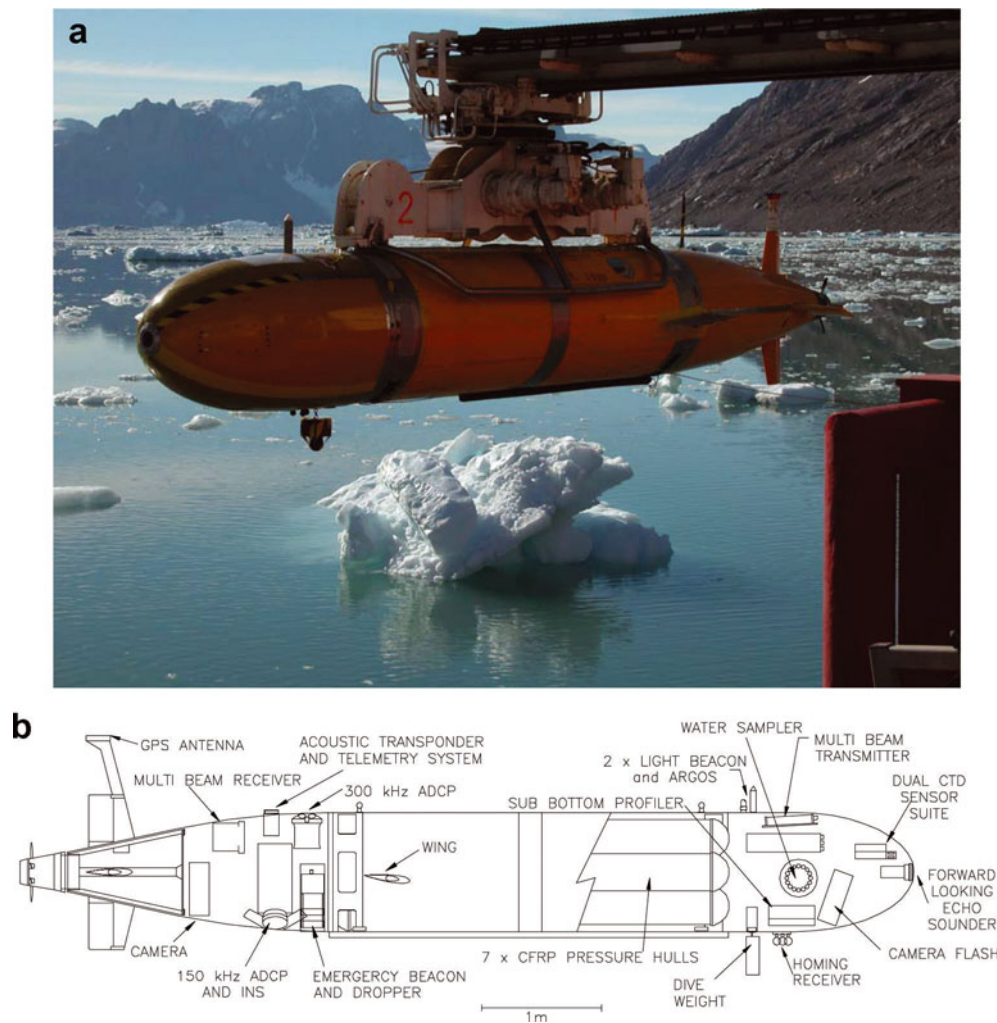 a
2
b
GPS ANTENNA
MULTI BEAM RECEIVER
ACOUSTIC TRANSPONDER
AND TELEMETRY SYSTEM
300 kHz ADCP
SUB BOTTOM PROFILER
WING
2 x LIGHT BEACON
and ARGOS
WATER SAMPLER
MULTI BEAM
TRANSMITTER
DUAL CTD
SENSOR
SUITE
FORWARD
LOOKING
ECHO
SOUNDER
CAMERA
150 kHz ADCP
AND INS
EMERGENCY BEACON
AND DROPPER
7 x CFRP PRESSURE HULLS
DIVE
WEIGHT
HOMING
RECEIVER
CAMERA FLASH
1m